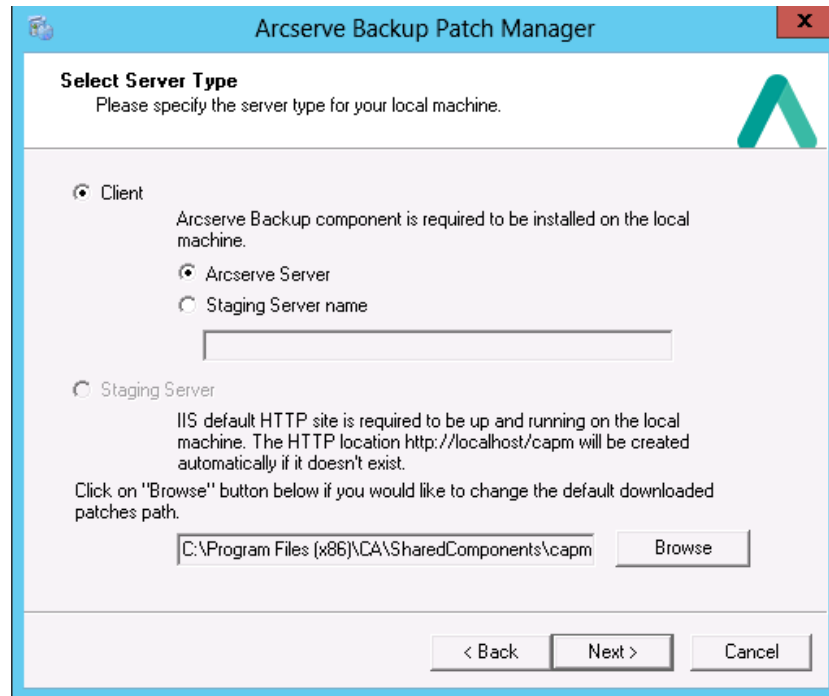 Arcserve Backup Patch Manager
x
Select Server Type
Please specify the server type for your local machine.
Client
Arcserve Backup component is required to be installed on the local
machine.
Arcserve Server
Staging Server name
Staging Server
IIS default HTTP site is required to be up and running on the local
machine. The HTTP location http://localhost/capm will be created
automatically if it doesn't exist.
Click on "Browse" button below if you would like to change the default downloaded
patches path.
C:\Program Files (x86)\CA\SharedComponents\capm
Browse
< Back
Next >
Cancel